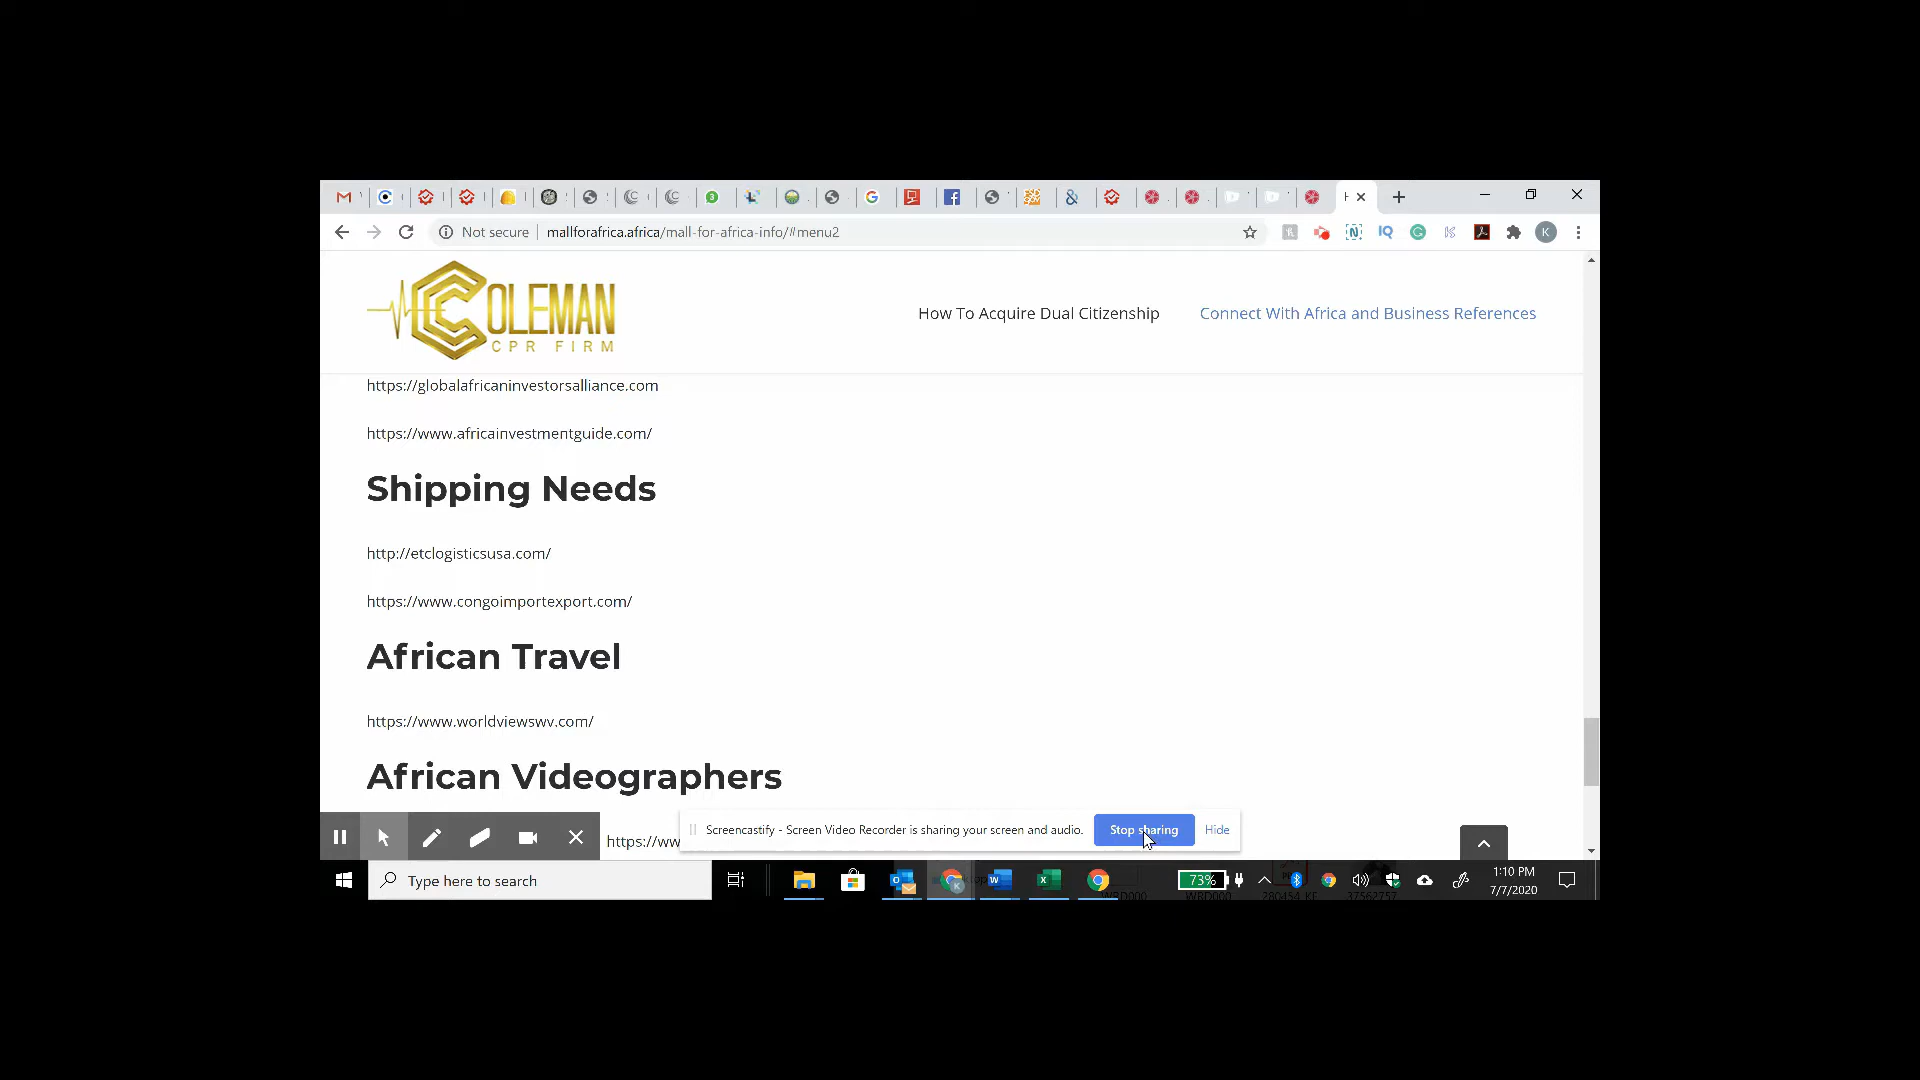 Not secure
mallforafrica.africa/mall-for-africa-info/#menu2
IQ
K
COLEMAN
CPR FIRM
How To Acquire Dual Citizenship
Connect With Africa and Business References
https://globalafricaninvestorsalliance.com
https://www.africainvestmentguide.com/
Shipping Needs
http://etclogisticsusa.com/
https://www.congoimportexport.com/
African Travel
https://www.worldviewswv.com/
African Videographers
https://ww
Screencastify - Screen Video Recorder is sharing your screen and audio.
Stop sharing
Hide
Type here to search
73%
1:10 PM
7/7/2020